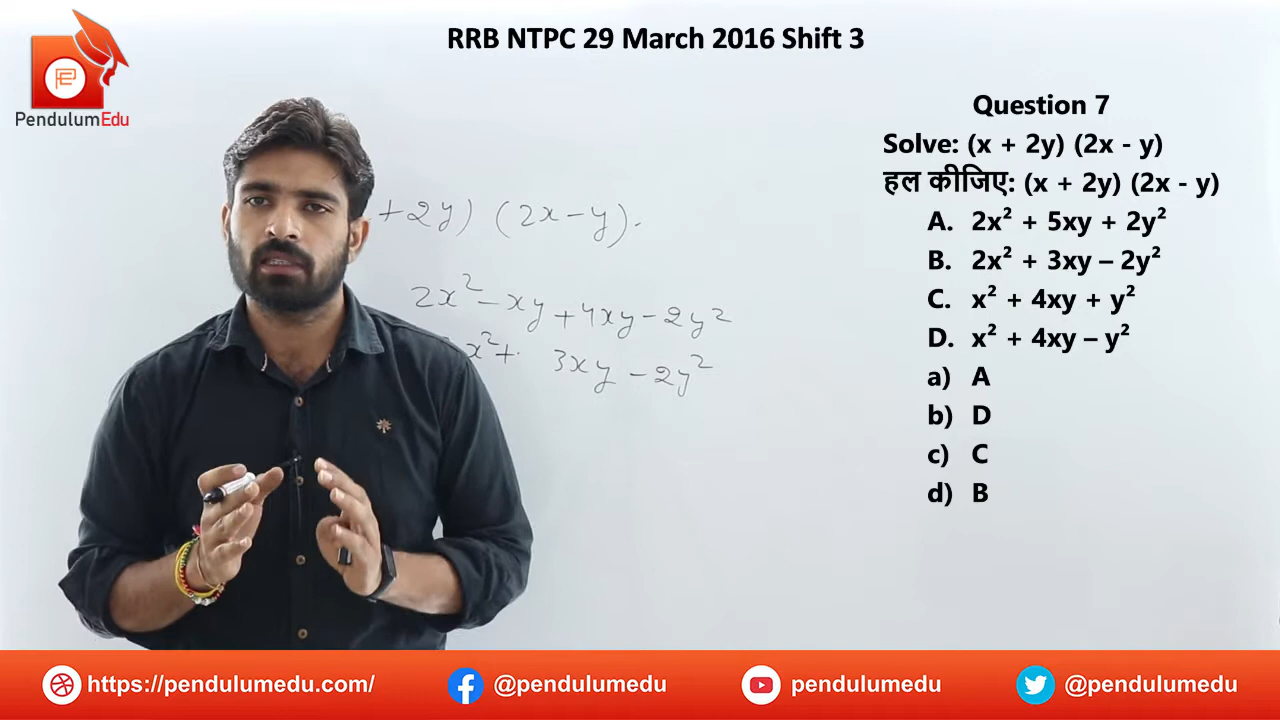 RRB NTPC 29 March 2016 Shift 3
PendulumEdu
Question 7
Solve: (x + 2y) (2x - y)
हल कीजिए: (x + 2y) (2x - y)
A. 2x² + 5xy + 2y²
B. 2x² + 3xy – 2y²
C. x² + 4xy + y²
D. x² + 4xy – y²
a) A
b) D
c) C
d) B
+ 2y) (2x - y).
2x² - xy + 4xy - 2y²
x² + 3xy - 2y²
https://pendulumedu.com/
@pendulumedu
pendulumedu
@pendulumedu